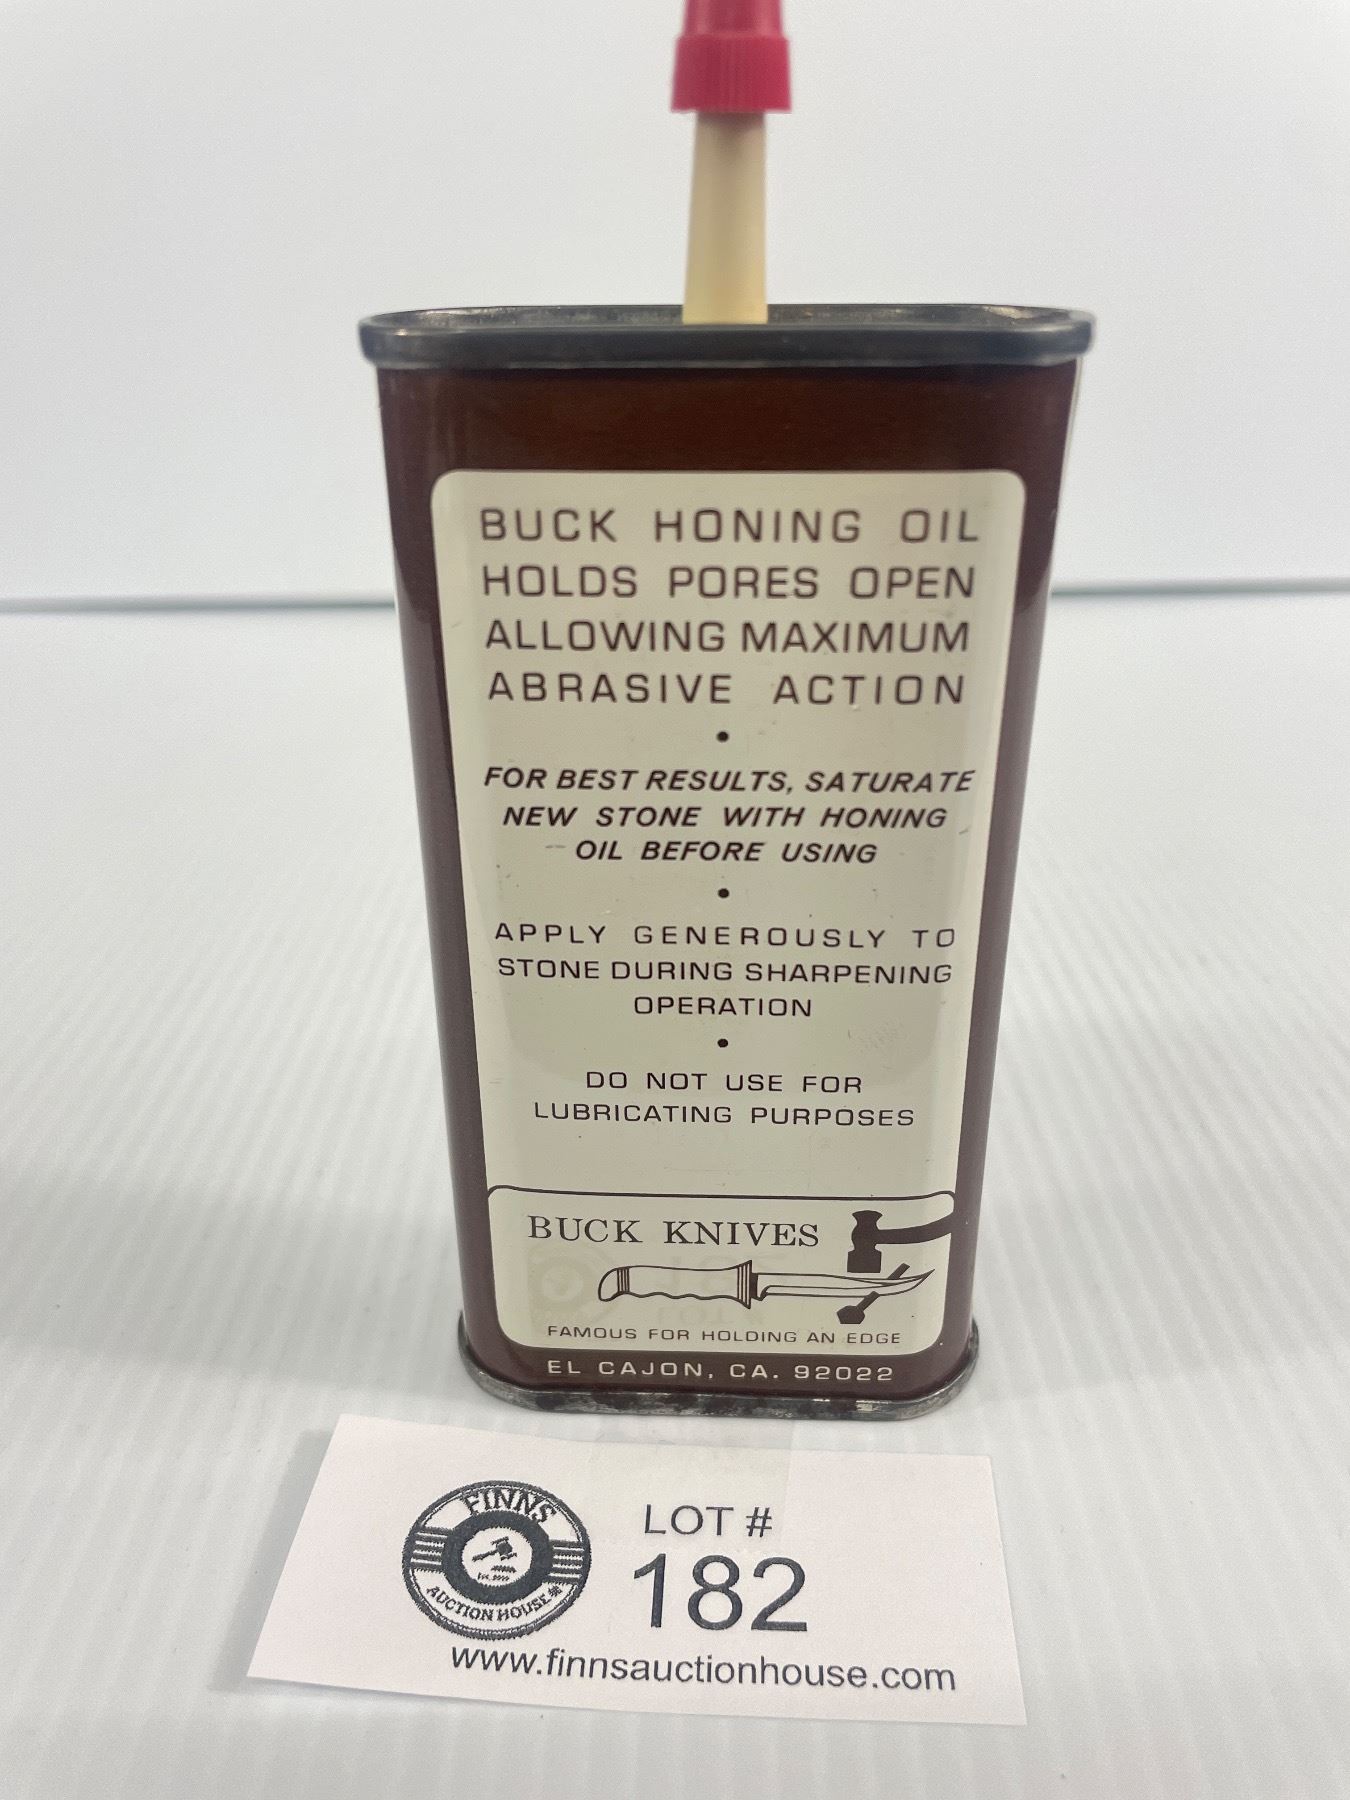 BUCK HONING OIL
HOLDS PORES OPEN
ALLOWING MAXIMUM
ABRASIVE ACTION
•
FOR BEST RESULTS, SATURATE
NEW STONE WITH HONING
OIL BEFORE USING
•
APPLY GENEROUSLY TO
STONE DURING SHARPENING
OPERATION
•
DO NOT USE FOR
LUBRICATING PURPOSES
BUCK KNIVES
FAMOUS FOR HOLDING AN EDGE
EL CAJON, CA. 92022
FINNS
AUCTION HOUSE
LOT #
182
www.finnsauctionhouse.com